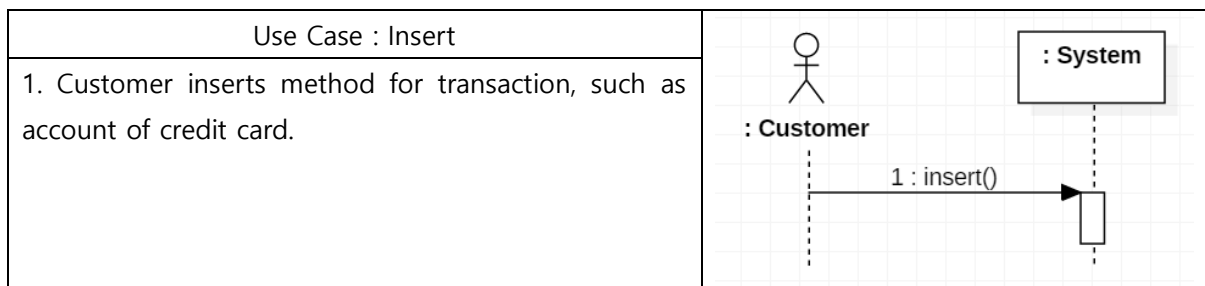 Use Case : Insert
1. Customer inserts method for transaction, such as
account of credit card.
: Customer
: System
1 : insert()